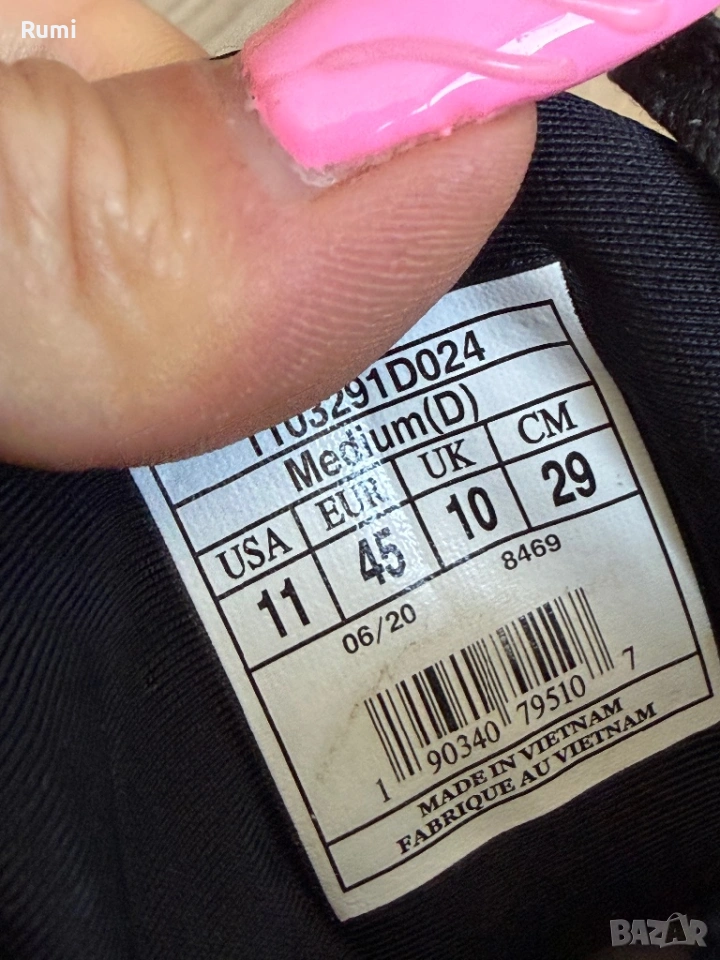 Rumi
1103291D024
Medium(D)
USA EUR UK CM
11 45 10 29
06/20 8469
1 90340 79510 7
MADE IN VIETNAM
FABRIQUE AU VIETNAM
BAZAR